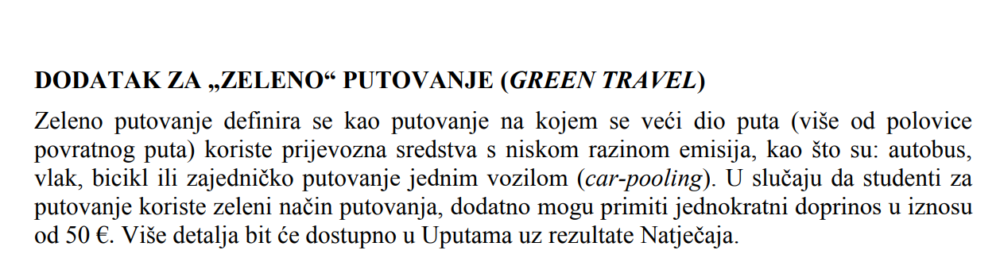 DODATAK ZA „ZELENO“ PUTOVANJE (GREEN TRAVEL)
Zeleno putovanje definira se kao putovanje na kojem se veći dio puta (više od polovice
povratnog puta) koriste prijevozna sredstva s niskom razinom emisija, kao što su: autobus,
vlak, bicikl ili zajedničko putovanje jednim vozilom (car-pooling). U slučaju da studenti za
putovanje koriste zeleni način putovanja, dodatno mogu primiti jednokratni doprinos u iznosu
od 50 €. Više detalja bit će dostupno u Uputama uz rezultate Natječaja.